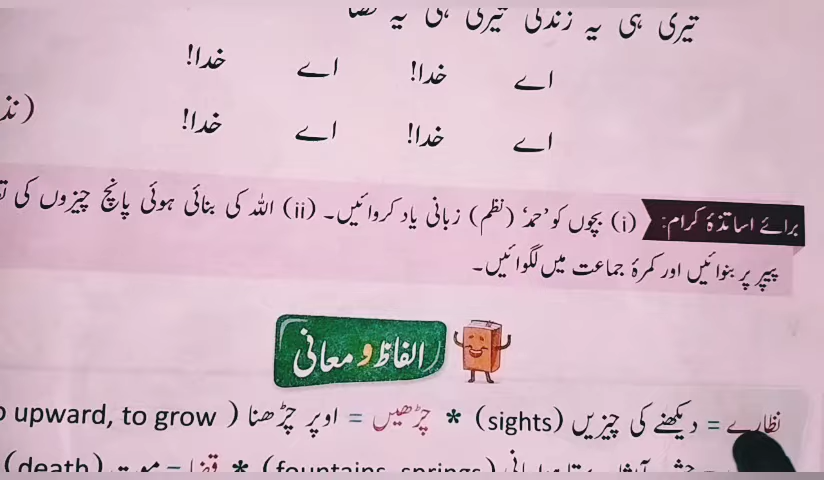 تیری ہی یہ زندگی تیری ہی یہ قضا
اے خدا! اے خدا!
اے خدا! اے خدا!
برائے اساتذۂ کرام: (i) بچوں کو ’حمد‘ (نظم) زبانی یاد کروائیں۔ (ii) اللہ کی بنائی ہوئی پانچ چیزوں کی
پیپر پر بنوائیں اور کمرۂ جماعت میں لگوائیں۔
الفاظ و معانی
نظارے = دیکھنے کی چیزیں (sights) * چڑھیں = اوپر چڑھنا (upward, to grow
(fountains, springs) * قضا = موت (death)